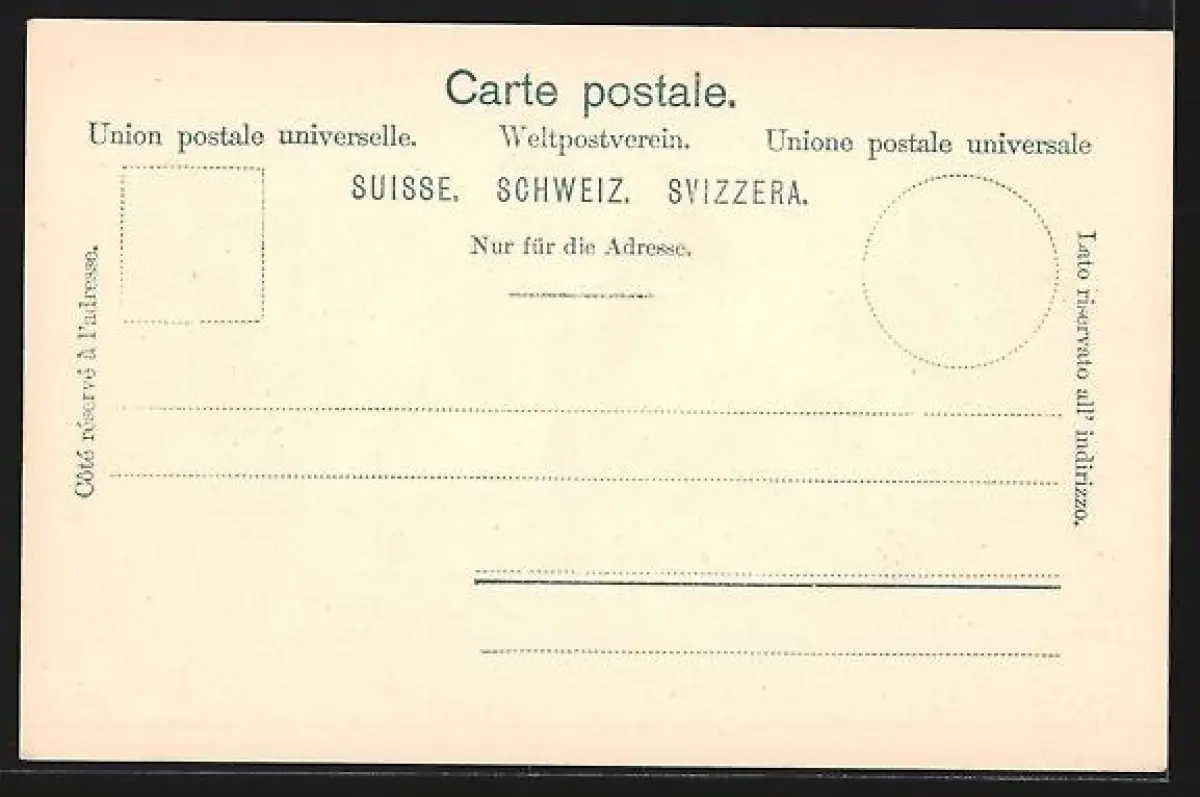 Carte postale.
Union postale universelle. Weltpostverein. Unione postale universale
SUISSE. SCHWEIZ. SVIZZERA.
Nur für die Adresse.
Côté réservé à l'adresse.
Lato riservato all' indirizzo.